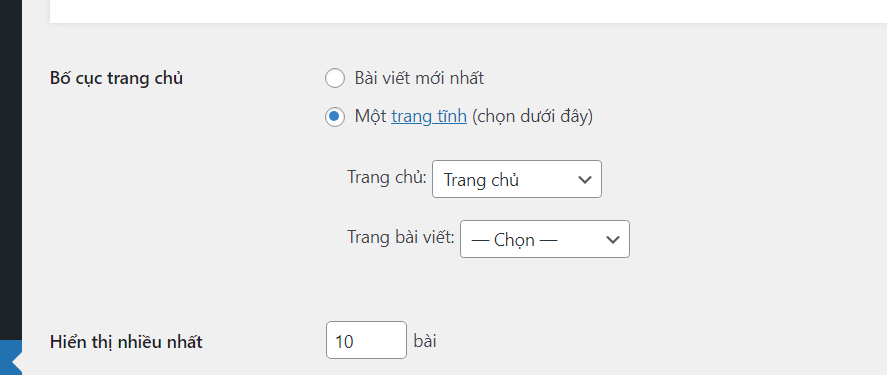 Bố cục trang chủ
Bài viết mới nhất
Một trang tĩnh (chọn dưới đây)
Trang chủ: Trang chủ
Trang bài viết: — Chọn —
Hiển thị nhiều nhất 10 bài